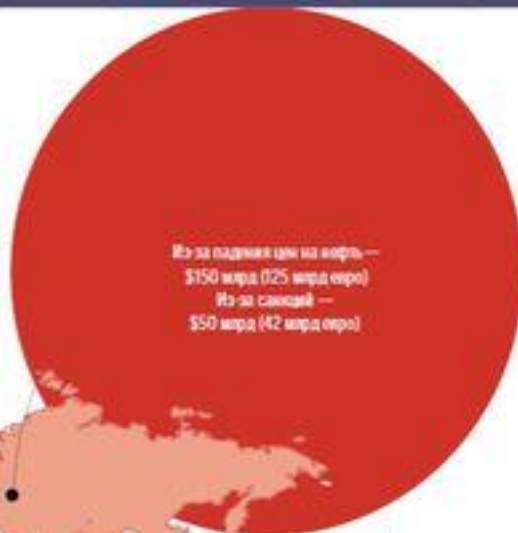 Из-за падения цен на нефть —
$150 млрд (125 млрд евро)
Из-за санкций —
$50 млрд (42 млрд евро)